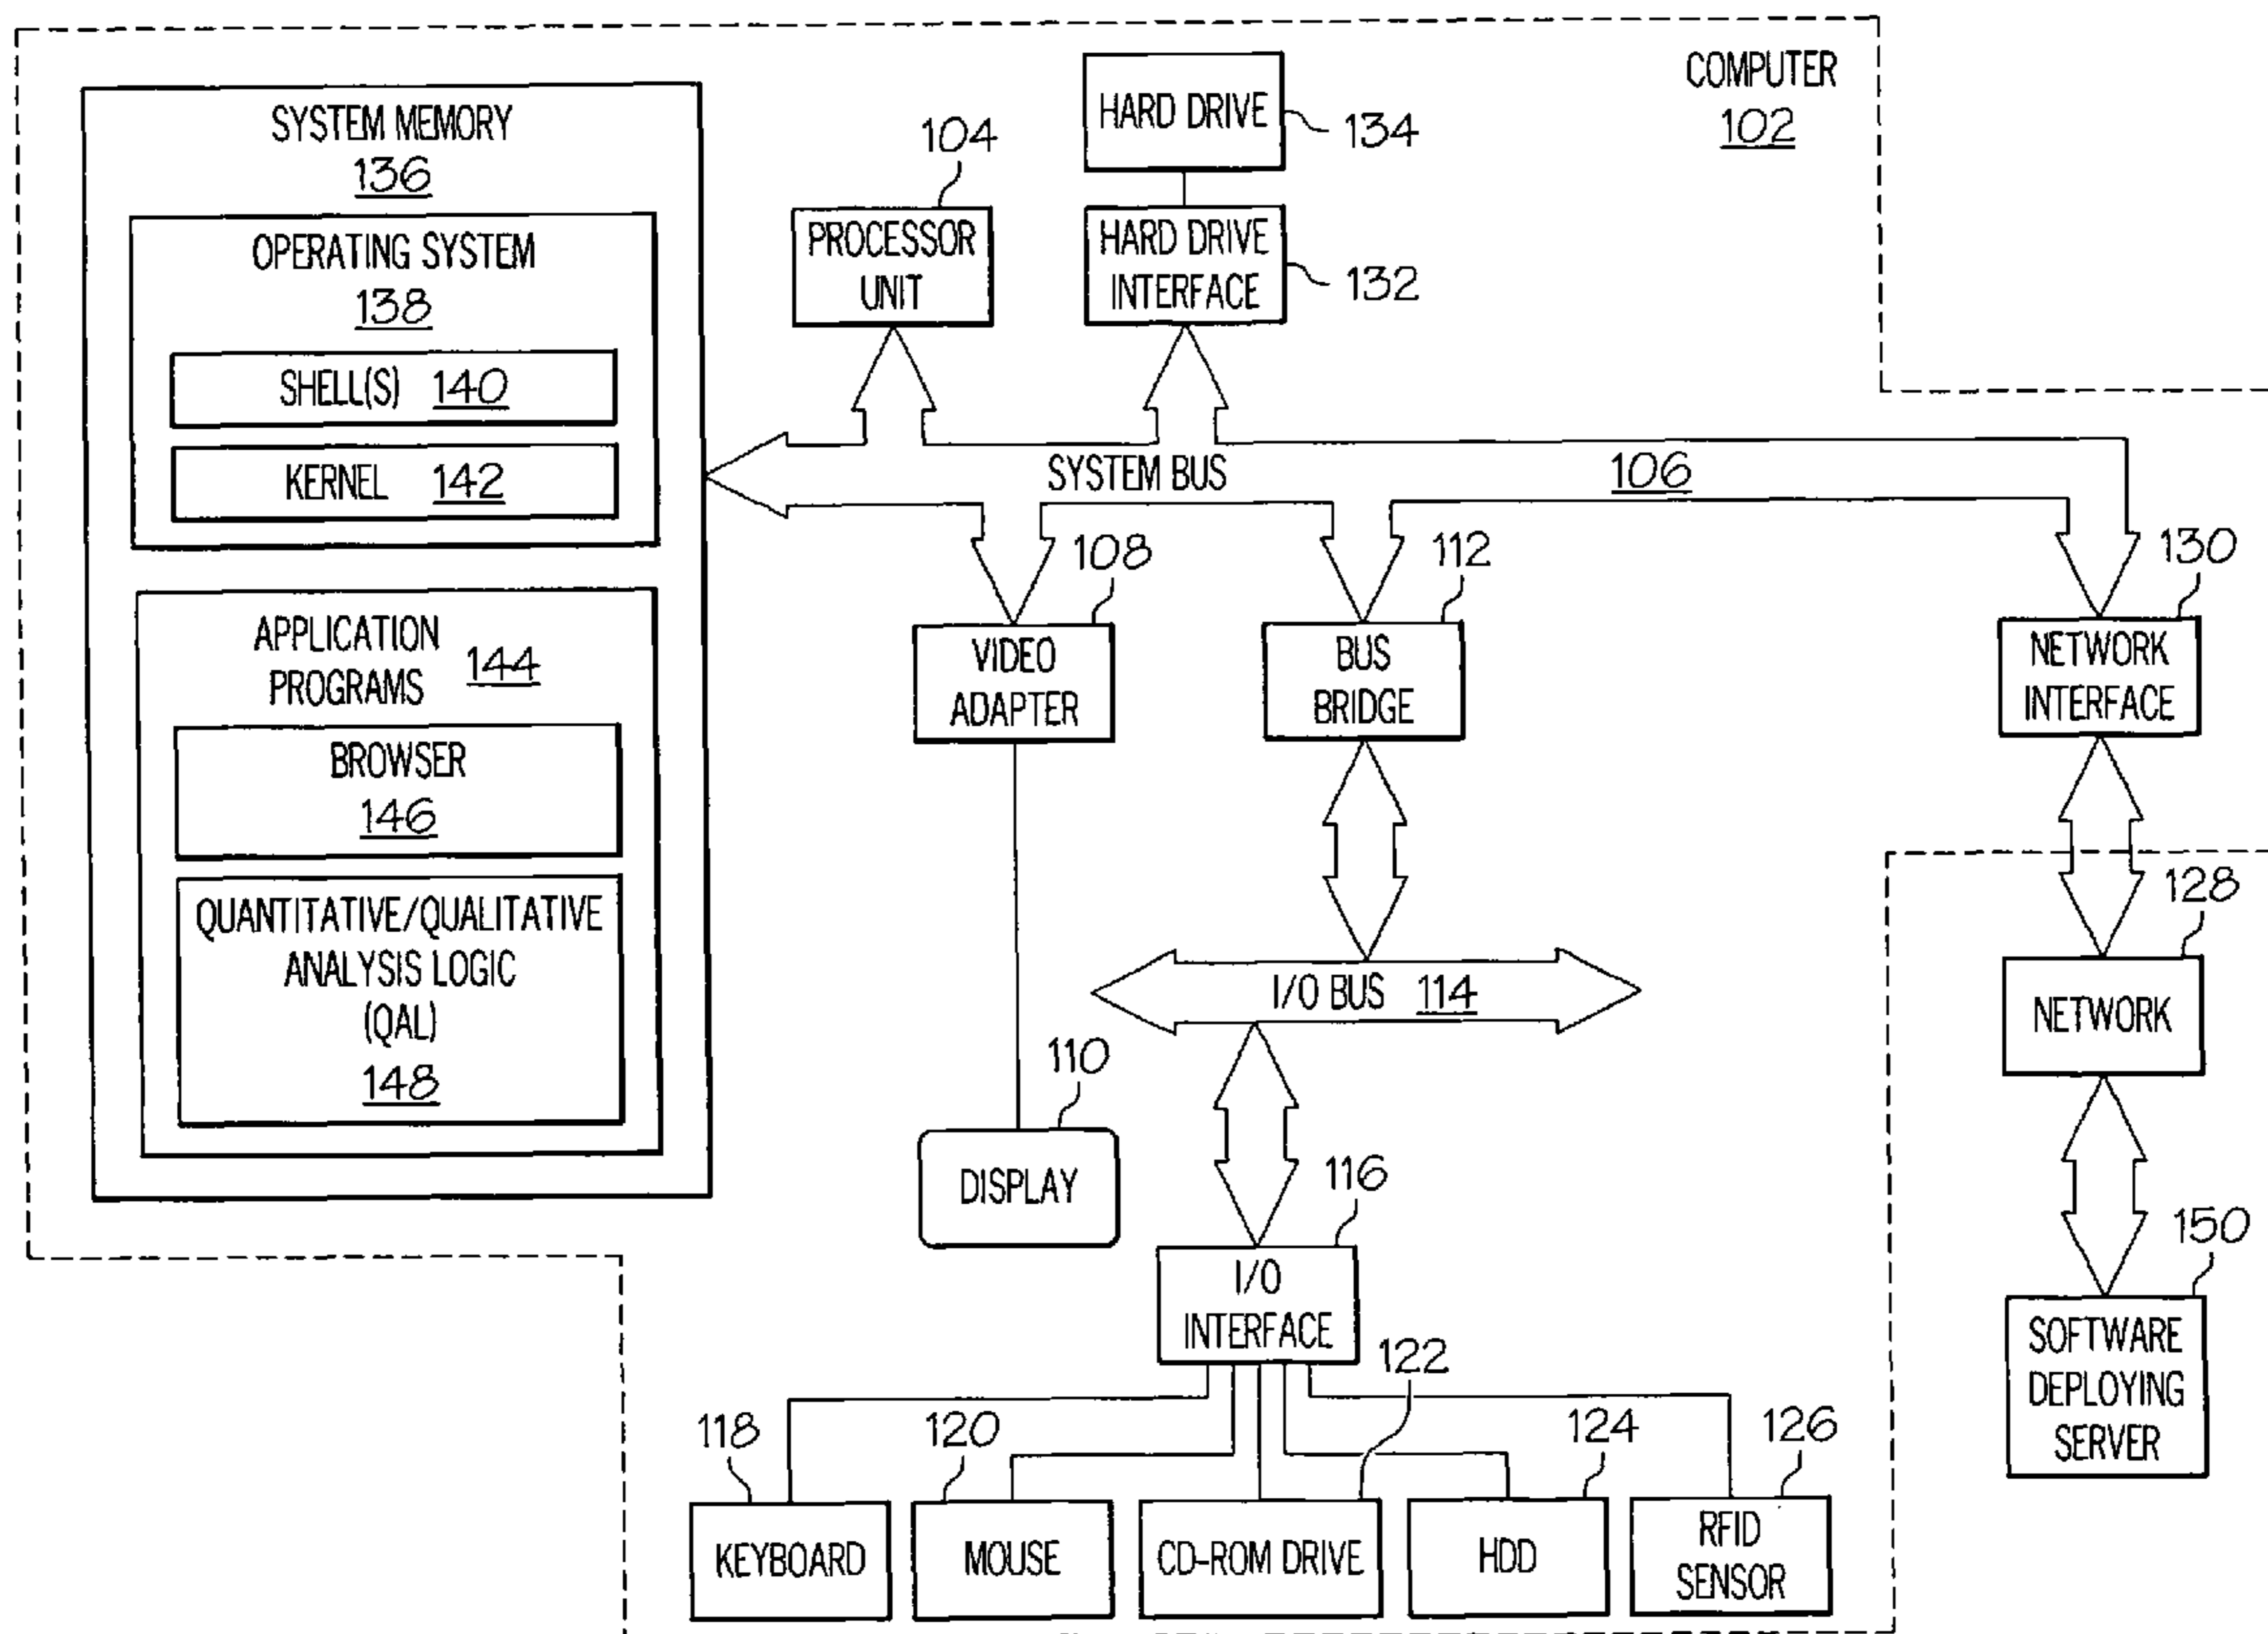 COMPUTER
102
HARD DRIVE
134
SYSTEM MEMORY
136
104
PROCESSOR
UNIT
HARD DRIVE
INTERFACE
132
OPERATING SYSTEM
138
SHELL(S) 140
KERNEL 142
SYSTEM BUS 106
108
112
130
APPLICATION
PROGRAMS
144
VIDEO
ADAPTER
BUS
BRIDGE
NETWORK
INTERFACE
BROWSER
146
128
QUANTITATIVE/QUALITATIVE
ANALYSIS LOGIC
(QAL)
148
I/O BUS 114
NETWORK
110
DISPLAY
116
I/O
INTERFACE
150
SOFTWARE
DEPLOYING
SERVER
118
120
122
124
126
KEYBOARD
MOUSE
CD-ROM DRIVE
HDD
RFID
SENSOR